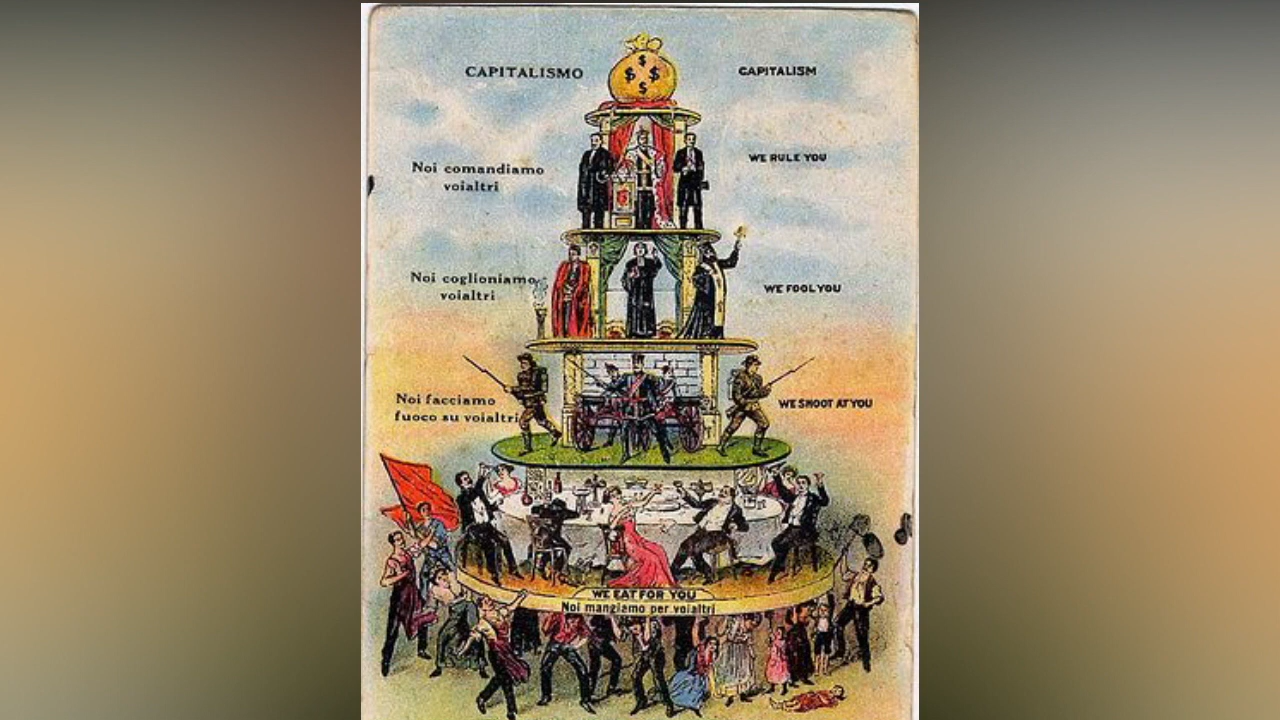 CAPITALISMO
CAPITALISM
Noi comandiamo
voialtri
WE RULE YOU
Noi coglioniamo
voialtri
WE FOOL YOU
Noi facciamo
fuoco su voialtri
WE SHOOT AT YOU
WE EAT FOR YOU
Noi mangiamo per voialtri